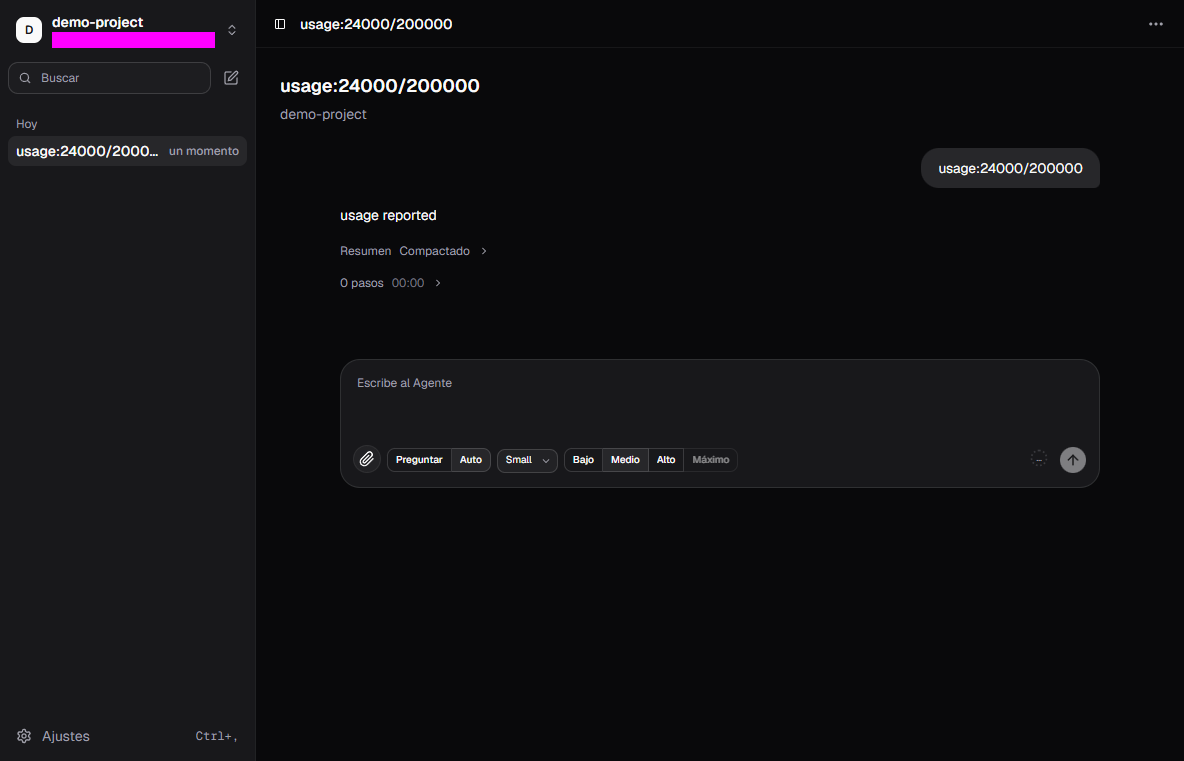 D
demo-project
Buscar
Hoy
usage:24000/2000... un momento
Ajustes Ctrl+,
usage:24000/200000
usage:24000/200000
demo-project
usage:24000/200000
usage reported
Resumen Compactado
0 pasos 00:00
Escribe al Agente
Preguntar Auto Small Bajo Medio Alto Máximo